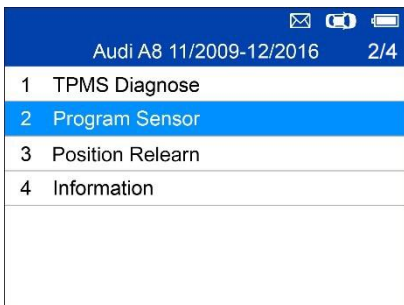 Audi A8 11/2009-12/2016 2/4
1 TPMS Diagnose
2 Program Sensor
3 Position Relearn
4 Information